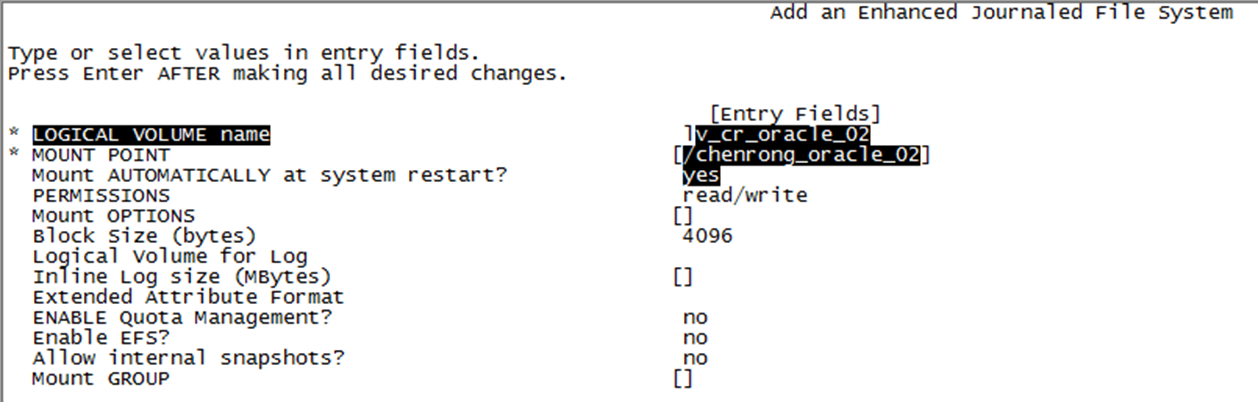 Add an Enhanced Journaled File System
Type or select values in entry fields.
Press Enter AFTER making all desired changes.
[Entry Fields]
* LOGICAL VOLUME name lv_cr_oracle_02
* MOUNT POINT [/chenrong_oracle_02]
Mount AUTOMATICALLY at system restart? yes
PERMISSIONS read/write
Mount OPTIONS []
Block Size (bytes) 4096
Logical Volume for Log
Inline Log size (MBytes) []
Extended Attribute Format
ENABLE Quota Management? no
Enable EFS? no
Allow internal snapshots? no
Mount GROUP []